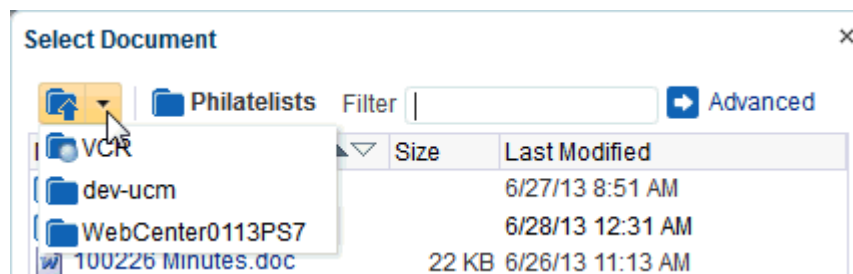 Select Document ×
Philatelists Filter Advanced
VCR
Size Last Modified
dev-ucm 6/27/13 8:51 AM
WebCenter0113PS7 6/28/13 12:31 AM
100226 Minutes.doc 22 KB 6/26/13 11:13 AM